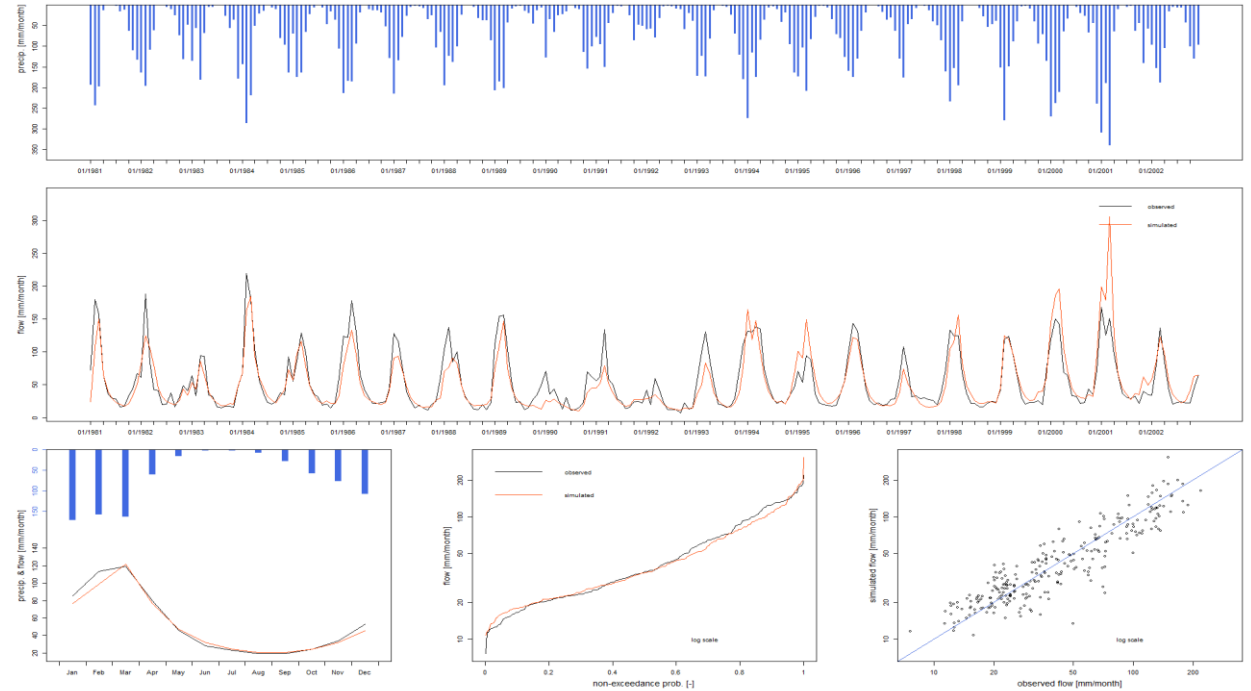 precip. [mm/month]
50
100
150
200
250
300
350
01/1981 01/1982 01/1983 01/1984 01/1985 01/1986 01/1987 01/1988 01/1989 01/1990 01/1991 01/1992 01/1993 01/1994 01/1995 01/1996 01/1997 01/1998 01/1999 01/2000 01/2001 01/2002
flow [mm/month]
300
250
200
150
100
50
0
observed
simulated
01/1981 01/1982 01/1983 01/1984 01/1985 01/1986 01/1987 01/1988 01/1989 01/1990 01/1991 01/1992 01/1993 01/1994 01/1995 01/1996 01/1997 01/1998 01/1999 01/2000 01/2001 01/2002
precip & flow [mm/month]
0
50
100
150
140
120
100
80
60
40
20
Jan Feb Mar Apr May Jun Jul Aug Sep Oct Nov Dec
flow [mm/month]
200
100
50
20
10
observed
simulated
log scale
0 0.2 0.4 0.6 0.8 1
non-exceedance prob. [-]
simulated flow [mm/month]
200
100
50
20
10
log scale
10 20 50 100 200
observed flow [mm/month]